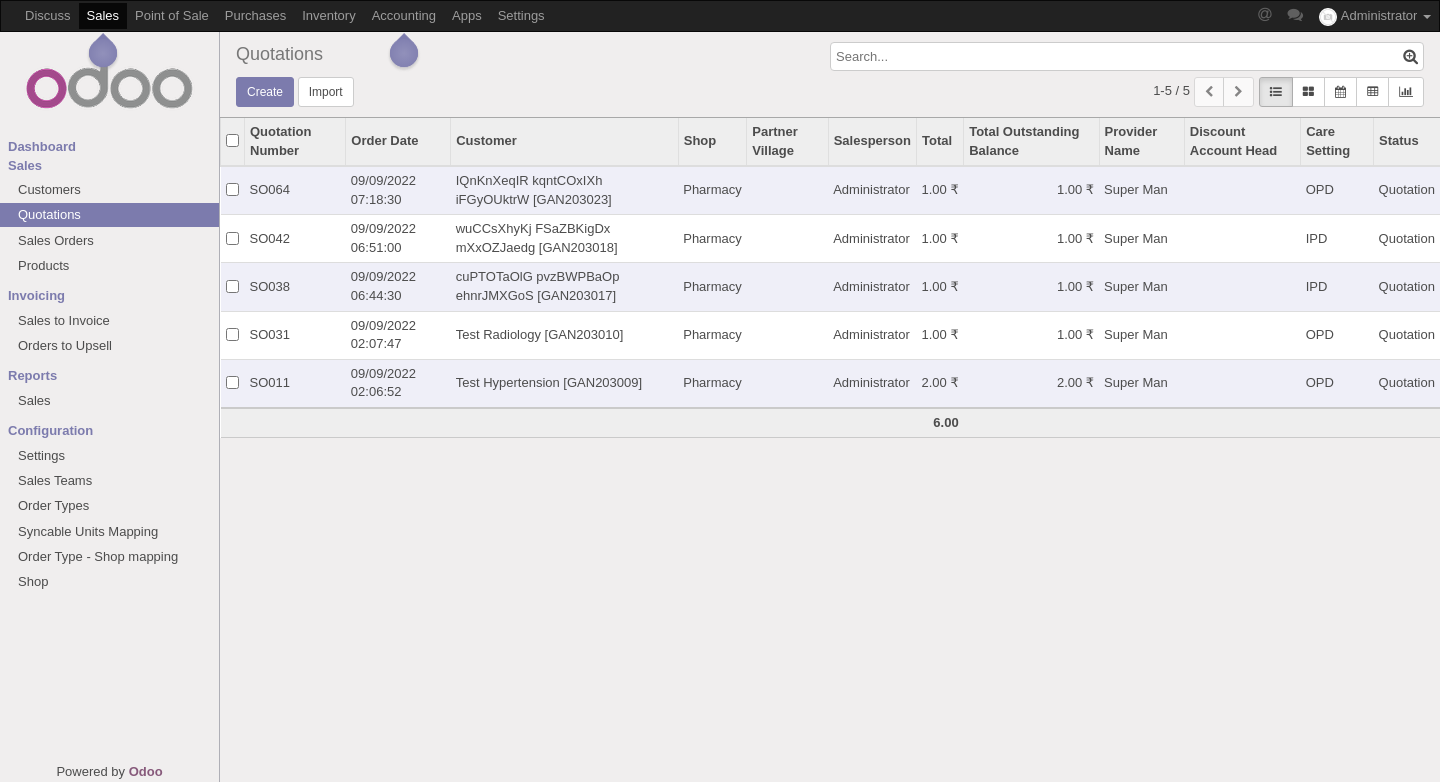 Discuss Sales Point of Sale Purchases Inventory Accounting Apps Settings @ Administrator
odoo
Dashboard
Sales
Customers
Quotations
Sales Orders
Products
Invoicing
Sales to Invoice
Orders to Upsell
Reports
Sales
Configuration
Settings
Sales Teams
Order Types
Syncable Units Mapping
Order Type - Shop mapping
Shop
Powered by Odoo
Quotations
Search...
Create Import
1-5 / 5
Quotation Number Order Date Customer Shop Partner Village Salesperson Total Total Outstanding Balance Provider Name Discount Account Head Care Setting Status
SO064 09/09/2022 07:18:30 IQnKnXeqIR kqntCOxIXh iFGyOUktrW [GAN203023] Pharmacy Administrator 1.00 ₹ 1.00 ₹ Super Man OPD Quotation
SO042 09/09/2022 06:51:00 wuCCsXhyKj FSaZBKigDx mXxOZJaedg [GAN203018] Pharmacy Administrator 1.00 ₹ 1.00 ₹ Super Man IPD Quotation
SO038 09/09/2022 06:44:30 cuPTOTaOlG pvzBWPBaOp ehnrJMXGoS [GAN203017] Pharmacy Administrator 1.00 ₹ 1.00 ₹ Super Man IPD Quotation
SO031 09/09/2022 02:07:47 Test Radiology [GAN203010] Pharmacy Administrator 1.00 ₹ 1.00 ₹ Super Man OPD Quotation
SO011 09/09/2022 02:06:52 Test Hypertension [GAN203009] Pharmacy Administrator 2.00 ₹ 2.00 ₹ Super Man OPD Quotation
6.00